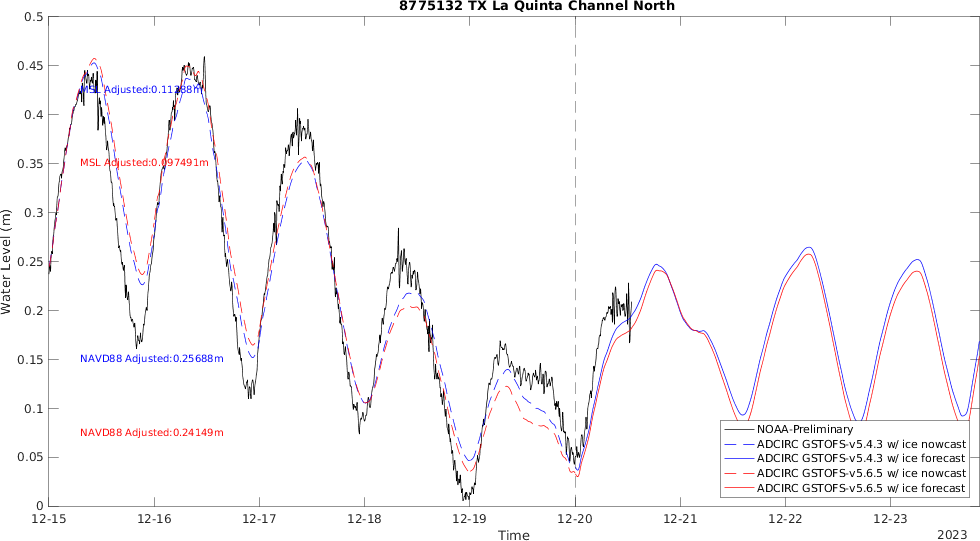 8775132 TX La Quinta Channel North
0.5
0.45
0.4
0.35
0.3
0.25
0.2
0.15
0.1
0.05
0
Water Level (m)
MSL Adjusted:0.11388m
MSL Adjusted:0.097491m
NAVD88 Adjusted:0.25688m
NAVD88 Adjusted:0.24149m
NOAA-Preliminary
ADCIRC GSTOFS-v5.4.3 w/ ice nowcast
ADCIRC GSTOFS-v5.4.3 w/ ice forecast
ADCIRC GSTOFS-v5.6.5 w/ ice nowcast
ADCIRC GSTOFS-v5.6.5 w/ ice forecast
12-15 12-16 12-17 12-18 12-19 12-20 12-21 12-22 12-23
Time
2023